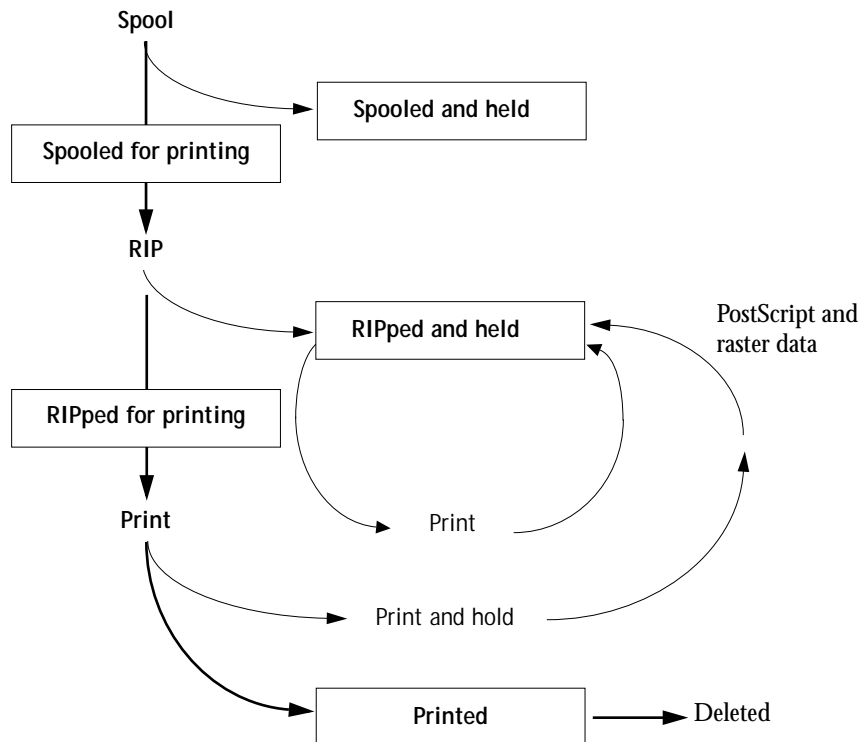 Spool
Spooled and held
Spooled for printing
RIP
RIPped and held
PostScript and
raster data
RIPped for printing
Print
Print
Print and hold
Printed
Deleted